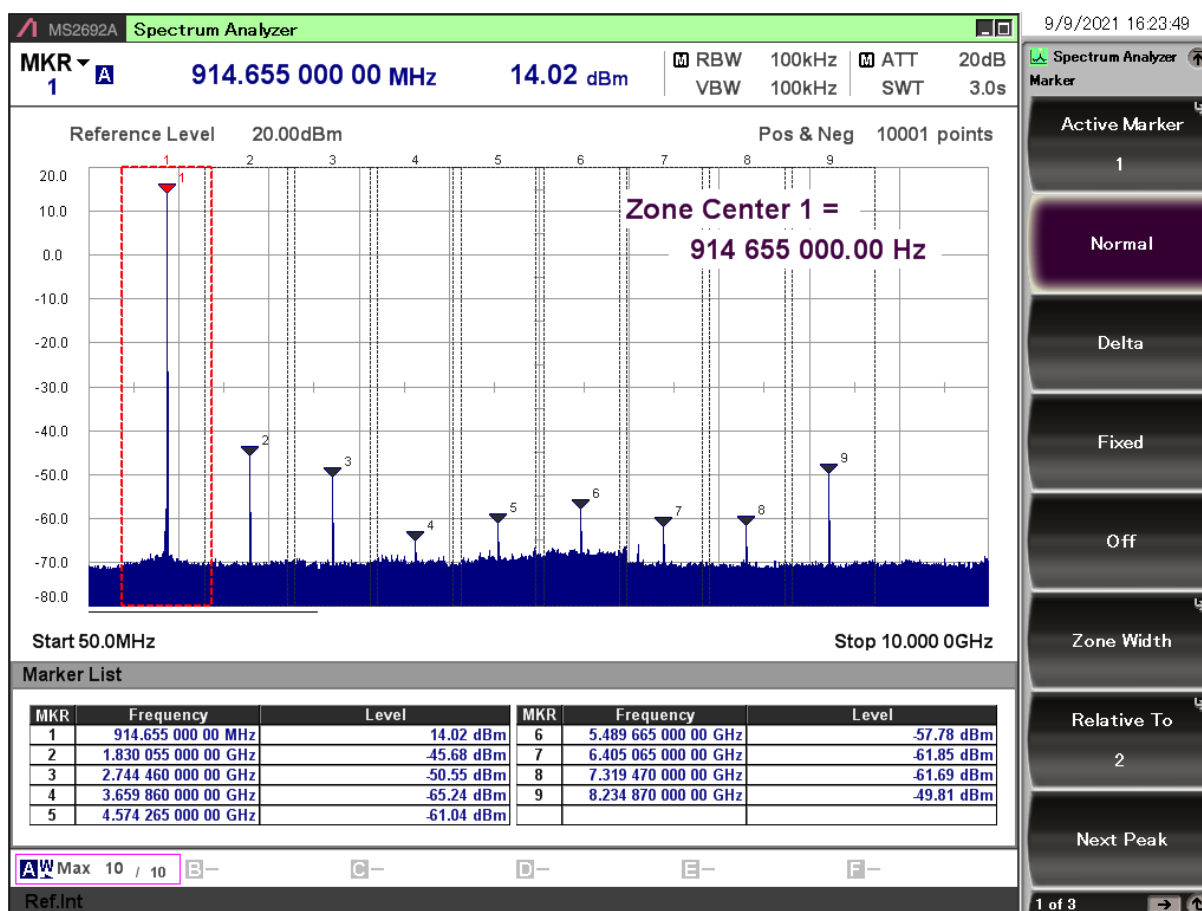 MS2692A Spectrum Analyzer
9/9/2021 16:23:49
MKR 1 A 914.655 000 00 MHz 14.02 dBm
M RBW 100kHz M ATT 20dB
VBW 100kHz SWT 3.0s
Reference Level 20.00dBm Pos & Neg 10001 points
1 2 3 4 5 6 7 8 9
Zone Center 1 =
914 655 000.00 Hz
20.0
10.0
0.0
-10.0
-20.0
-30.0
-40.0
-50.0
-60.0
-70.0
-80.0
1
2
3
4
5
6
7
8
9
Start 50.0MHz Stop 10.000 0GHz
Marker List
MKR Frequency Level MKR Frequency Level
1 914.655 000 00 MHz 14.02 dBm 6 5.489 665 000 00 GHz -57.78 dBm
2 1.830 055 000 00 GHz -45.68 dBm 7 6.405 065 000 00 GHz -61.85 dBm
3 2.744 460 000 00 GHz -50.55 dBm 8 7.319 470 000 00 GHz -61.69 dBm
4 3.659 860 000 00 GHz -65.24 dBm 9 8.234 870 000 00 GHz -49.81 dBm
5 4.574 265 000 00 GHz -61.04 dBm
A W Max 10 / 10 B- C- D- E- F-
Ref.Int
Spectrum Analyzer
Marker
Active Marker
1
Normal
Delta
Fixed
Off
Zone Width
Relative To
2
Next Peak
1 of 3